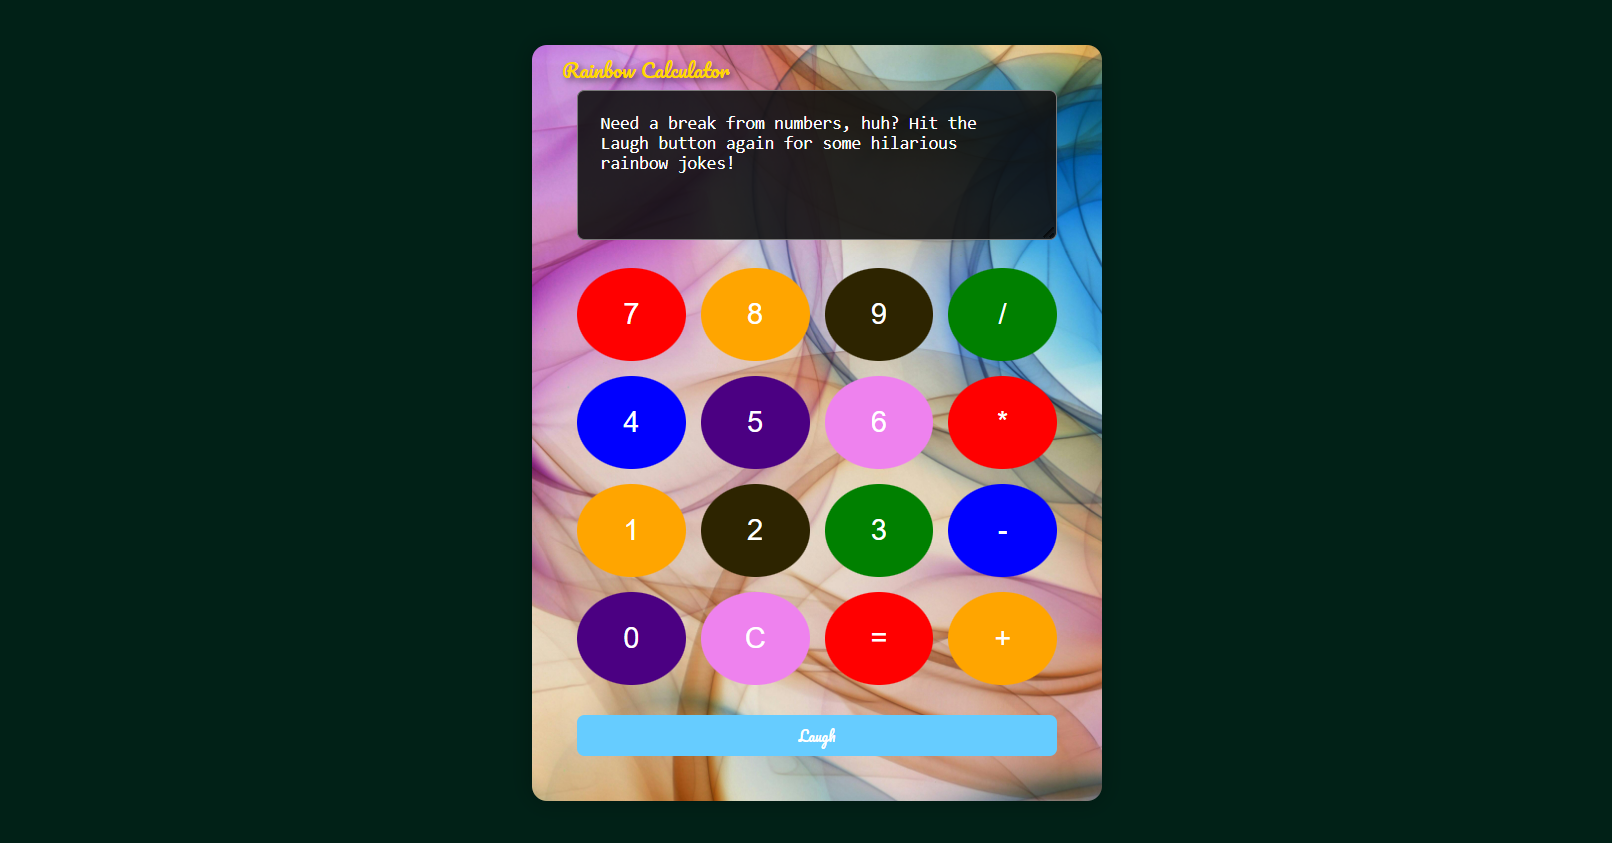 Rainbow Calculator
Need a break from numbers, huh? Hit the
Laugh button again for some hilarious
rainbow jokes!
7 8 9 /
4 5 6 *
1 2 3 -
0 C = +
Laugh